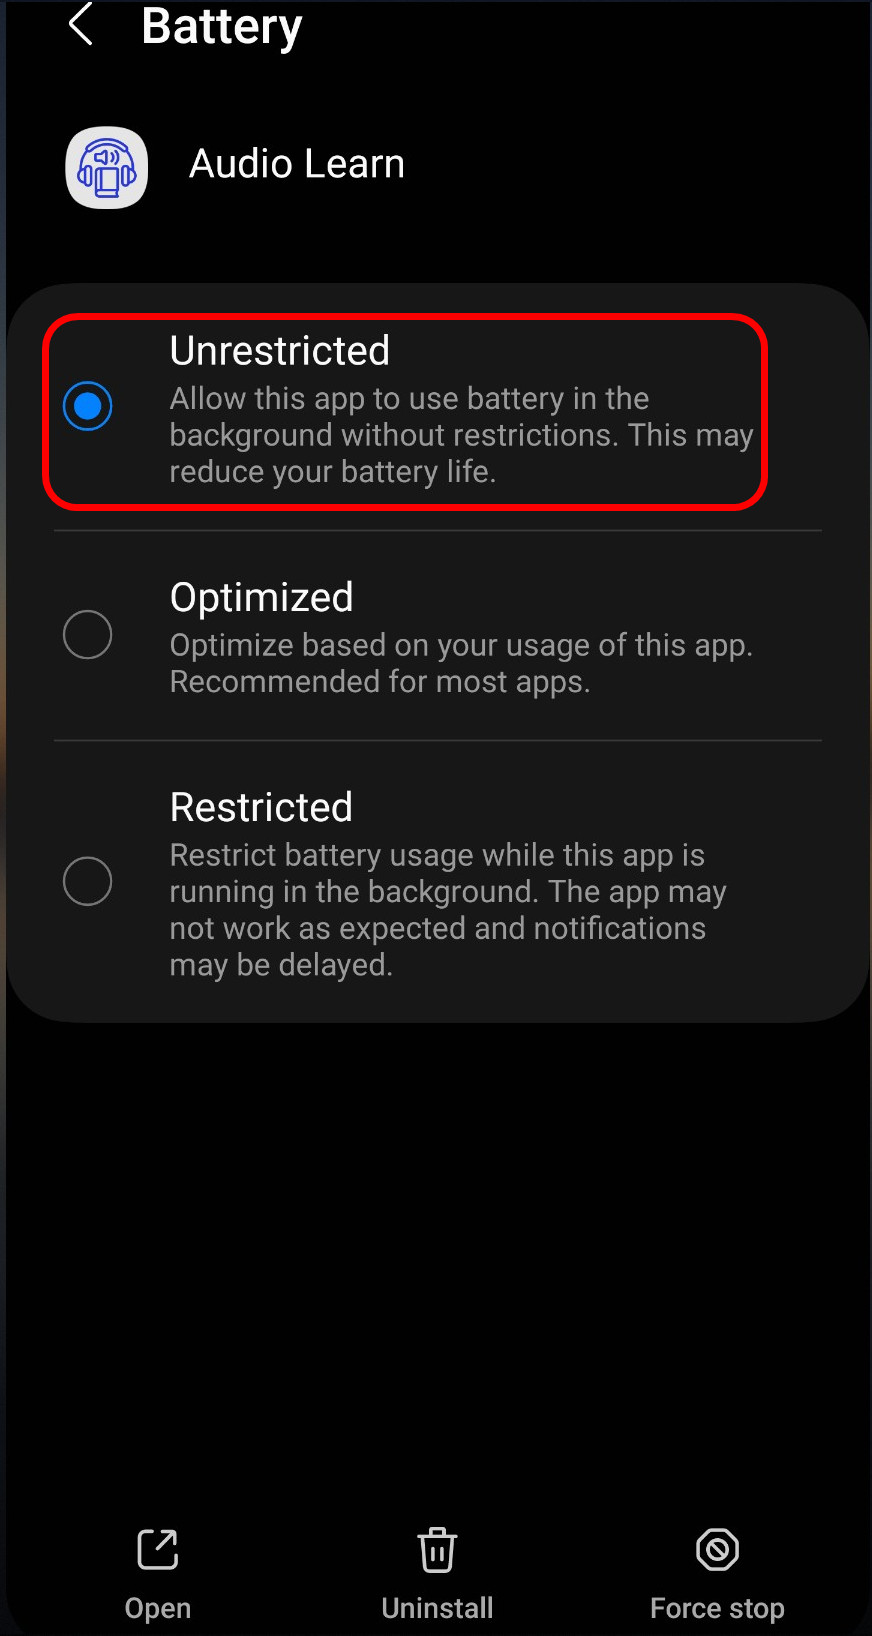 Battery
Audio Learn
Unrestricted
Allow this app to use battery in the
background without restrictions. This may
reduce your battery life.
Optimized
Optimize based on your usage of this app.
Recommended for most apps.
Restricted
Restrict battery usage while this app is
running in the background. The app may
not work as expected and notifications
may be delayed.
Open
Uninstall
Force stop